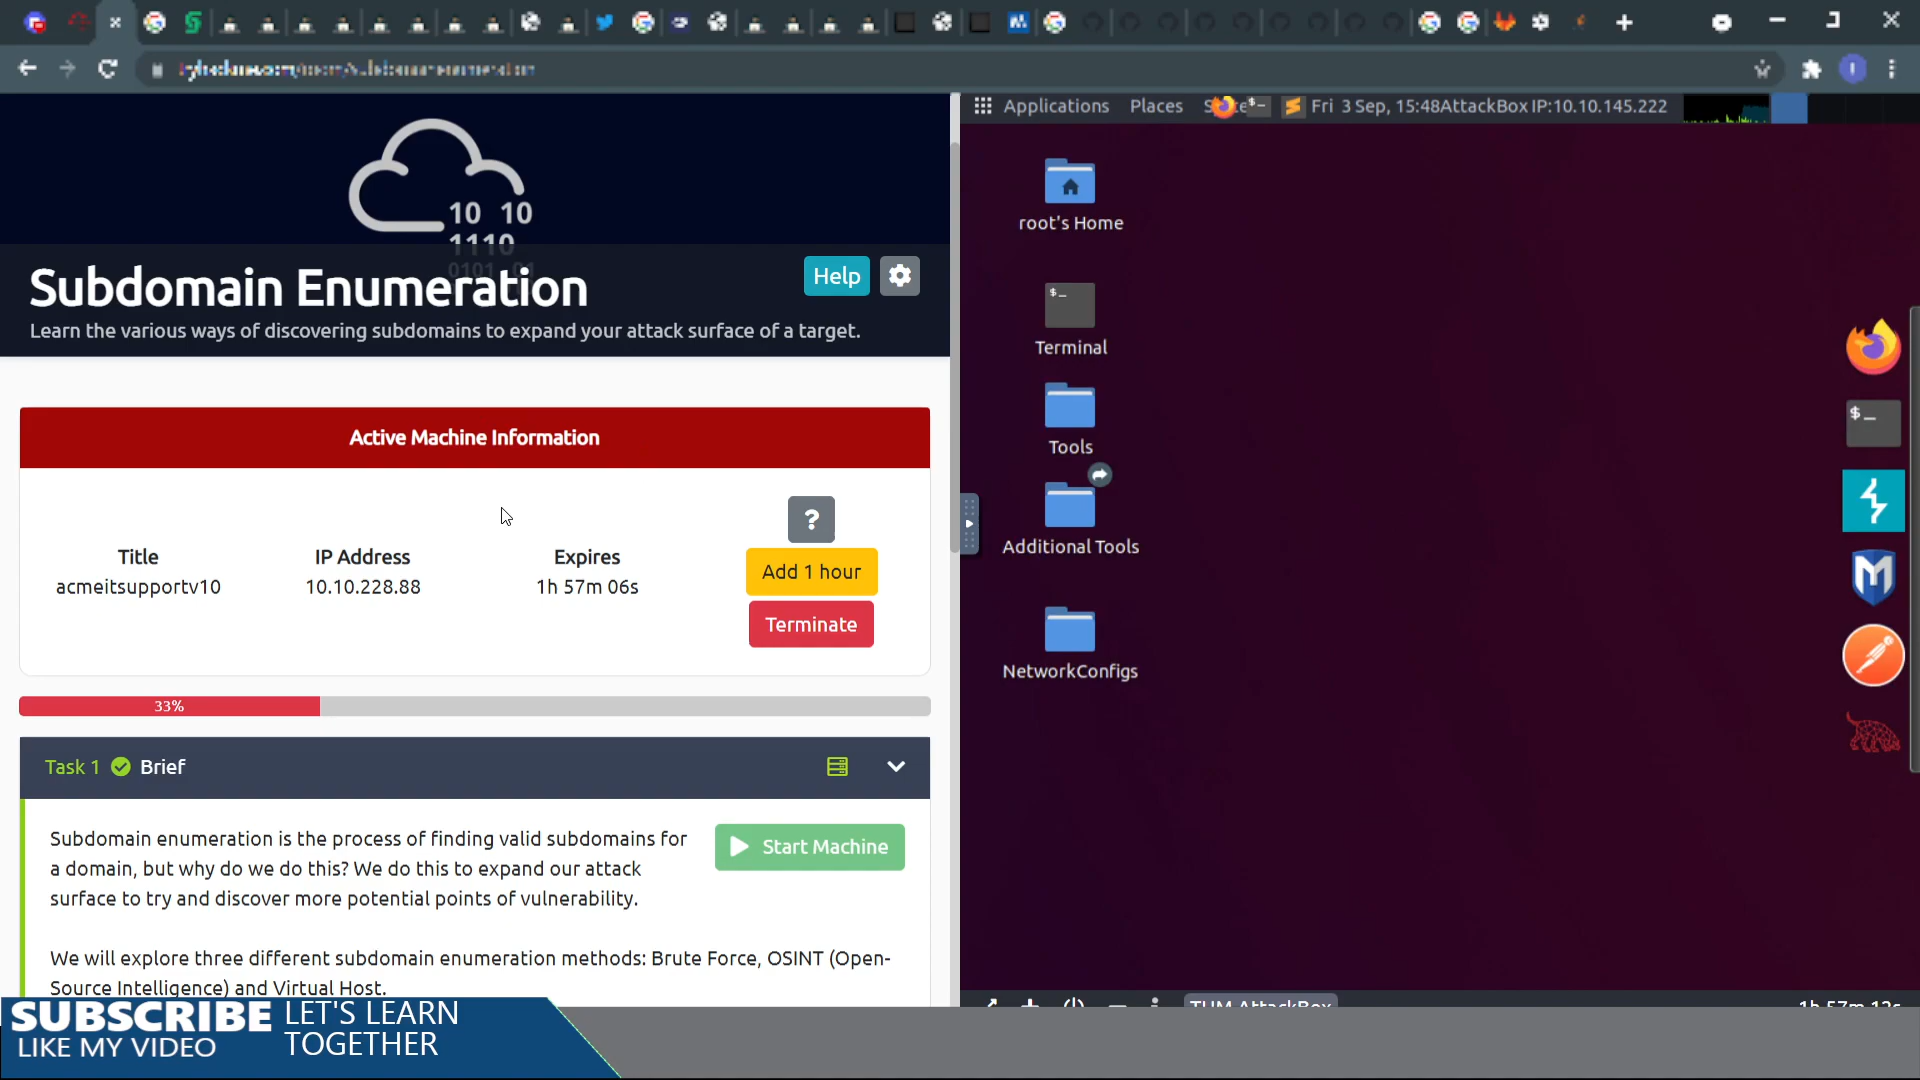 Applications Places Fri 3 Sep, 15:48 AttackBox IP:10.10.145.222
10 10
1110
Subdomain Enumeration
Help
Learn the various ways of discovering subdomains to expand your attack surface of a target.
Active Machine Information
?
Title IP Address Expires
acmeitsupportv10 10.10.228.88 1h 57m 06s
Add 1 hour
Terminate
33%
Task 1 Brief
Subdomain enumeration is the process of finding valid subdomains for
a domain, but why do we do this? We do this to expand our attack
surface to try and discover more potential points of vulnerability.
Start Machine
We will explore three different subdomain enumeration methods: Brute Force, OSINT (Open-
Source Intelligence) and Virtual Host.
root's Home
$_
Terminal
Tools
Additional Tools
NetworkConfigs
$_
THM AttackBox
1h 57m 12s
SUBSCRIBE
LIKE MY VIDEO
LET'S LEARN
TOGETHER